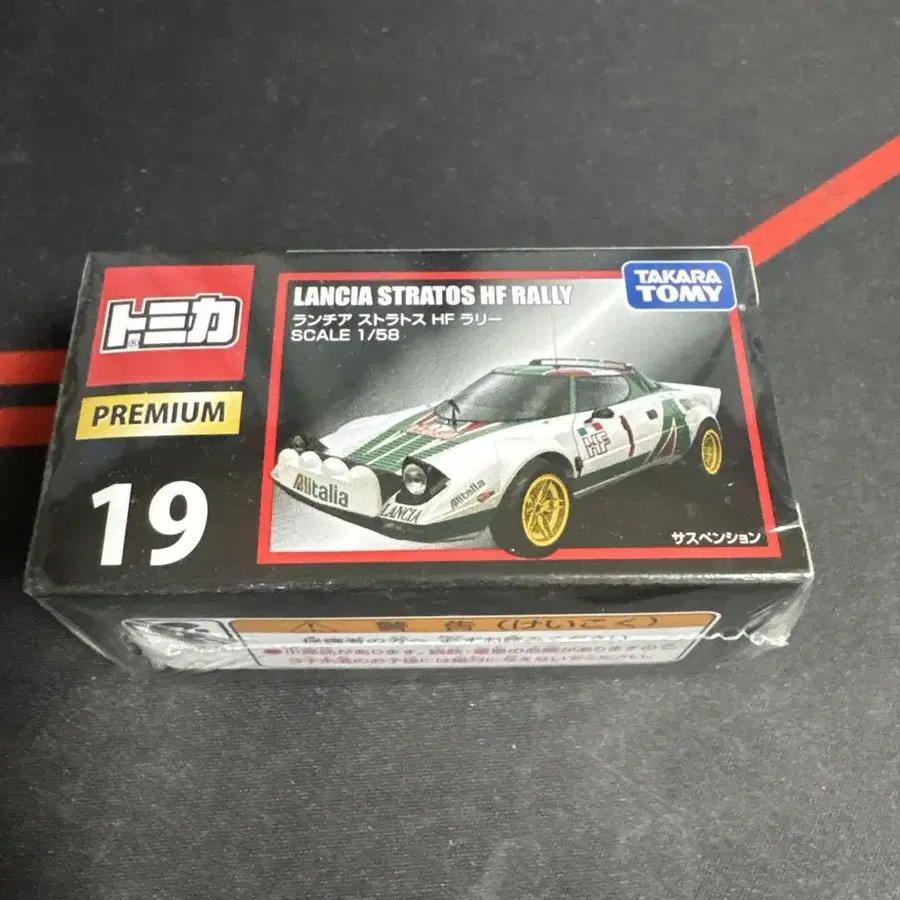 トミカ
PREMIUM
19
LANCIA STRATOS HF RALLY
ランチア ストラトス HF ラリー
SCALE 1/58
TAKARA
TOMY
Alitalia
LANCIA
Alitalia
HF
1
サスペンション
警告(けいこく)